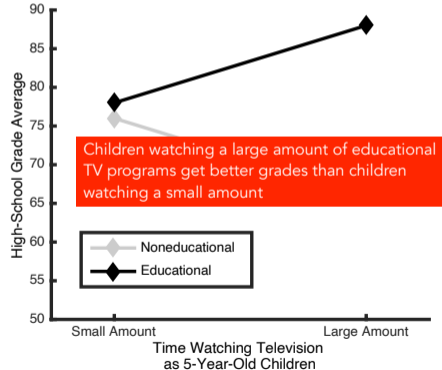 90
85
80
75
70
65
60
55
50
High-School Grade Average
Children watching a large amount of educational
TV programs get better grades than children
watching a small amount
Noneducational
Educational
Small Amount
Large Amount
Time Watching Television
as 5-Year-Old Children